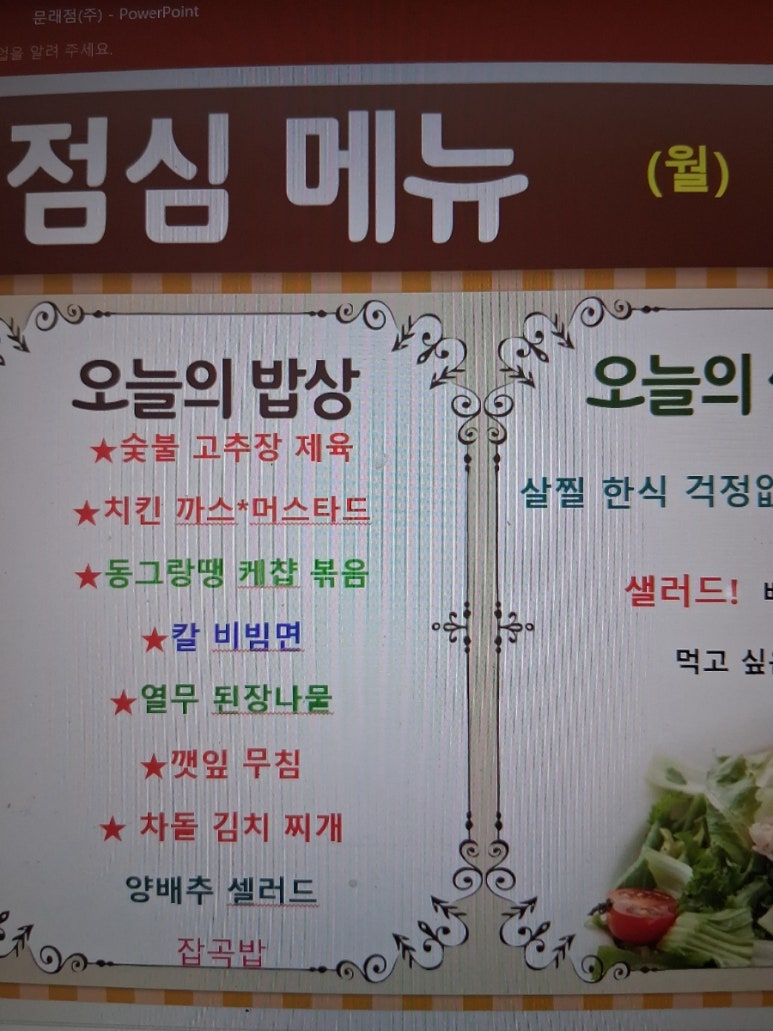 문래점(주) - PowerPoint
업을 알려 주세요.
점심 메뉴 (월)
오늘의 밥상
★숯불 고추장 제육
★치킨 까스*머스타드
★동그랑땡 케챱 볶음
★칼 비빔면
★열무 된장나물
★깻잎 무침
★ 차돌 김치 찌개
양배추 셀러드
잡곡밥
오늘의
살찔 한식 걱정없
샐러드!
먹고 싶은